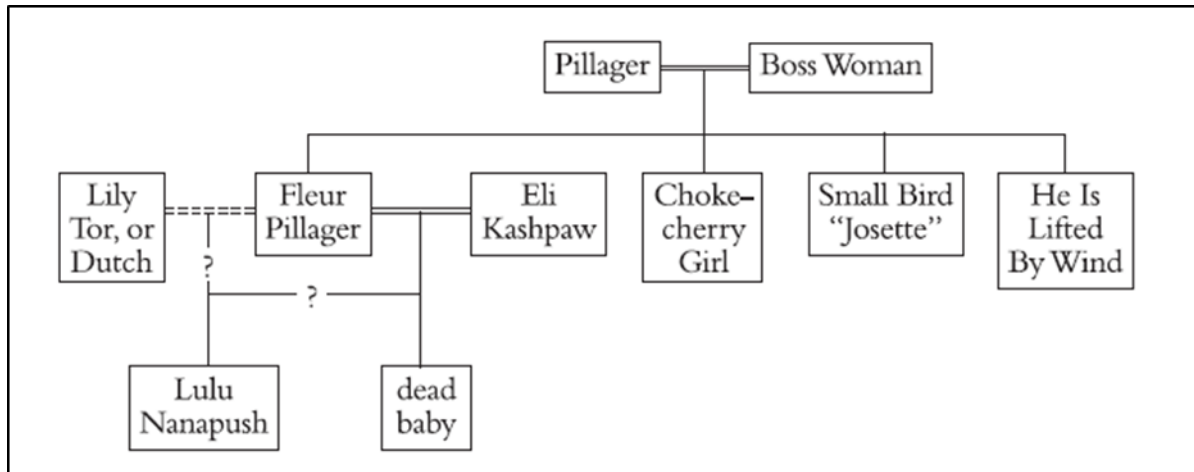 Pillager
Boss Woman
Lily
Tor, or
Dutch
Fleur
Pillager
Eli
Kashpaw
Choke–
cherry
Girl
Small Bird
“Josette”
He Is
Lifted
By Wind
?
?
Lulu
Nanapush
dead
baby